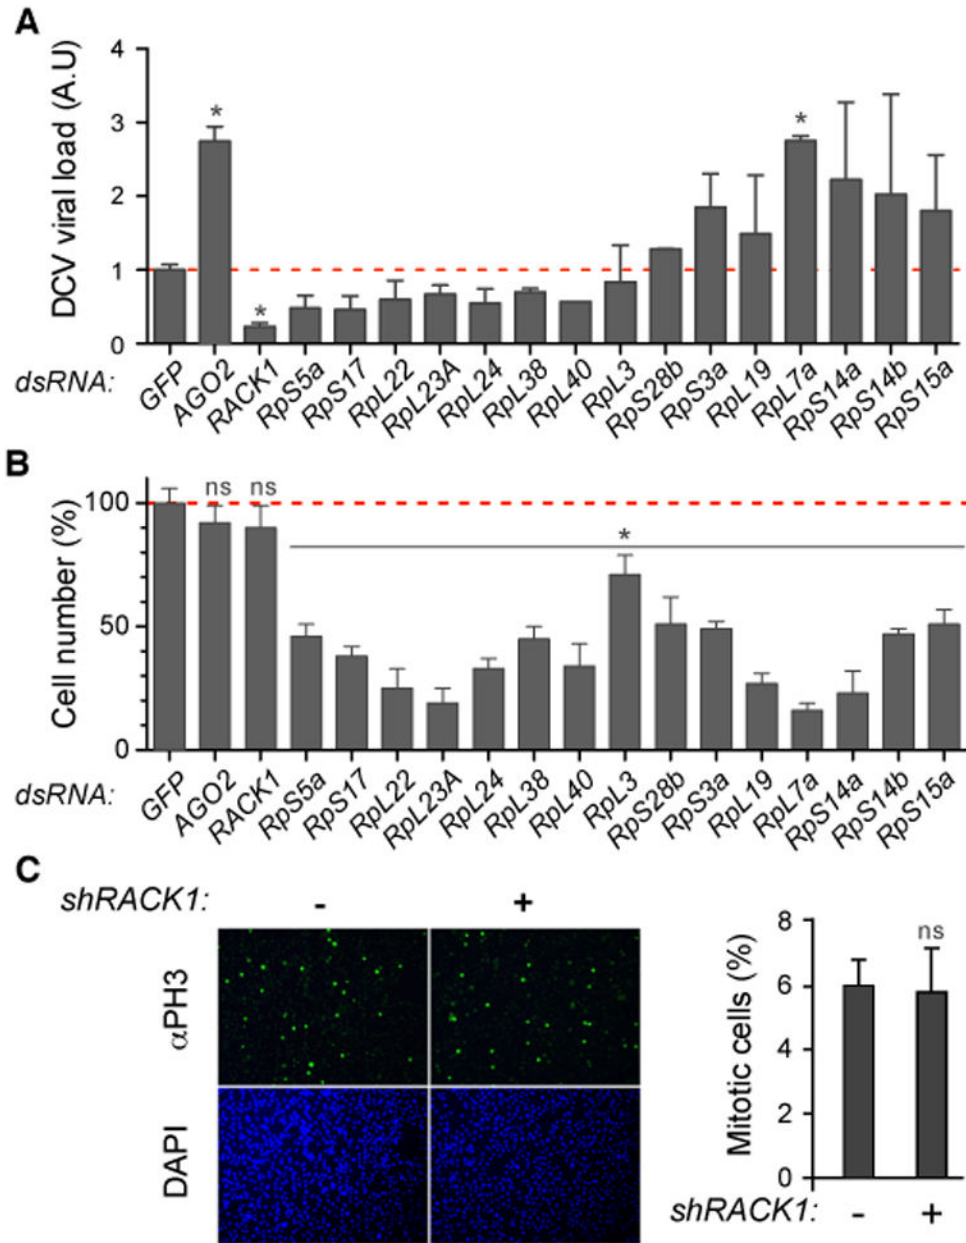 A
DCV viral load (A.U)
4
3
2
1
0
*
*
*
dsRNA:
GFP
AGO2
RACK1
RpS5a
RpS17
RpL22
RpL23A
RpL24
RpL38
RpL40
RpL3
RpS28b
RpS3a
RpL19
RpL7a
RpS14a
RpS14b
RpS15a
B
Cell number (%)
100
50
0
ns
ns
*
dsRNA:
GFP
AGO2
RACK1
RpS5a
RpS17
RpL22
RpL23A
RpL24
RpL38
RpL40
RpL3
RpS28b
RpS3a
RpL19
RpL7a
RpS14a
RpS14b
RpS15a
C
shRACK1: - +
αPH3
DAPI
Mitotic cells (%)
8
6
4
2
0
ns
shRACK1: - +